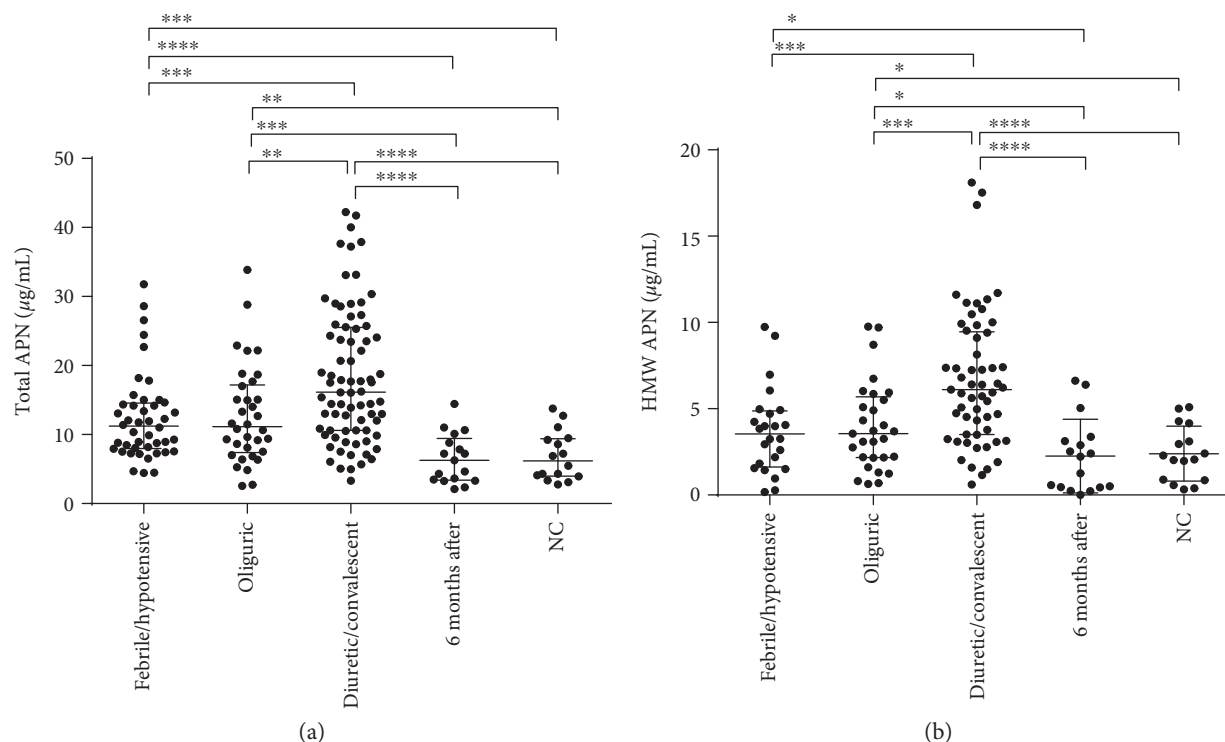 ***
****
***
**
***
**
****
****
Total APN (μg/mL)
50
40
30
20
10
0
Febrile/hypotensive
Oliguric
Diuretic/convalescent
6 months after
NC
(a)
*
***
*
*
***
****
****
HMW APN (μg/mL)
20
15
10
5
0
Febrile/hypotensive
Oliguric
Diuretic/convalescent
6 months after
NC
(b)